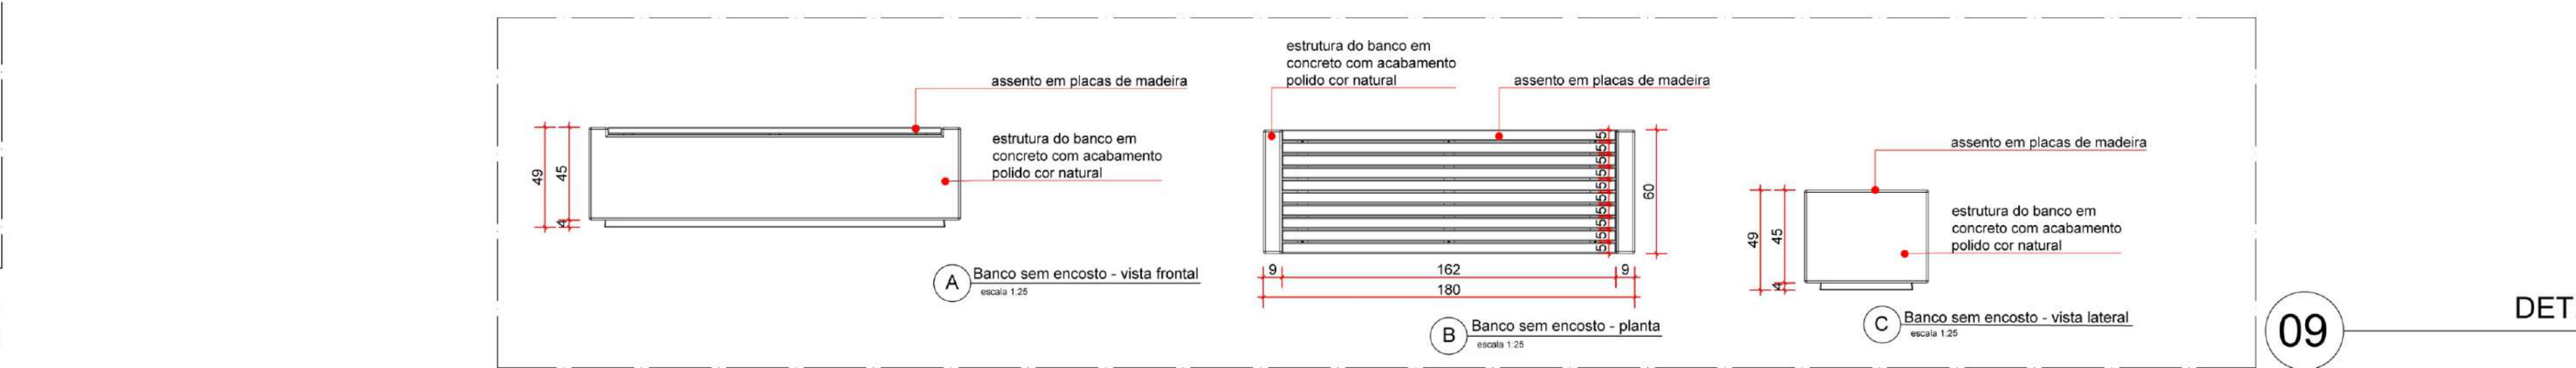 assento em placas de madeira
estrutura do banco em
concreto com acabamento
polido cor natural
49
45
4
A
Banco sem encosto - vista frontal
escala 1:25
estrutura do banco em
concreto com acabamento
polido cor natural
assento em placas de madeira
5
5
5
5
5
5
5
5
5
5
60
9
162
9
180
B
Banco sem encosto - planta
escala 1:25
assento em placas de madeira
estrutura do banco em
concreto com acabamento
polido cor natural
49
45
4
C
Banco sem encosto - vista lateral
escala 1:25
09
DET